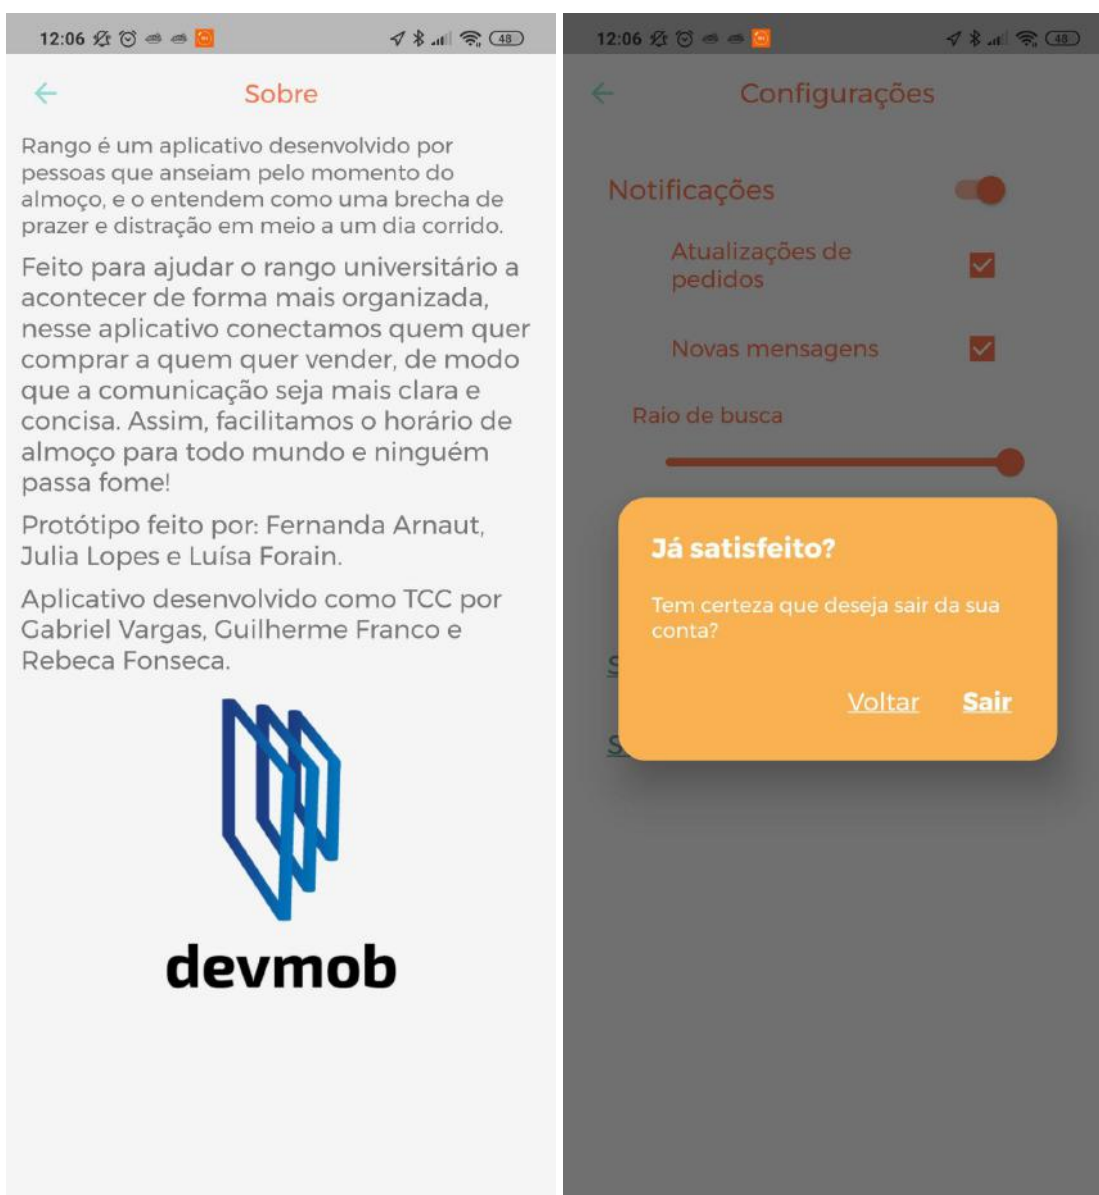 12:06
48
Sobre
Rango é um aplicativo desenvolvido por
pessoas que anseiam pelo momento do
almoço, e o entendem como uma brecha de
prazer e distração em meio a um dia corrido.
Feito para ajudar o rango universitário a
acontecer de forma mais organizada,
nesse aplicativo conectamos quem quer
comprar a quem quer vender, de modo
que a comunicação seja mais clara e
concisa. Assim, facilitamos o horário de
almoço para todo mundo e ninguém
passa fome!
Protótipo feito por: Fernanda Arnaut,
Julia Lopes e Luísa Forain.
Aplicativo desenvolvido como TCC por
Gabriel Vargas, Guilherme Franco e
Rebeca Fonseca.
devmob
12:06
48
Configurações
Notificações
Atualizações de
pedidos
Novas mensagens
Raio de busca
Já satisfeito?
Tem certeza que deseja sair da sua
conta?
Voltar Sair